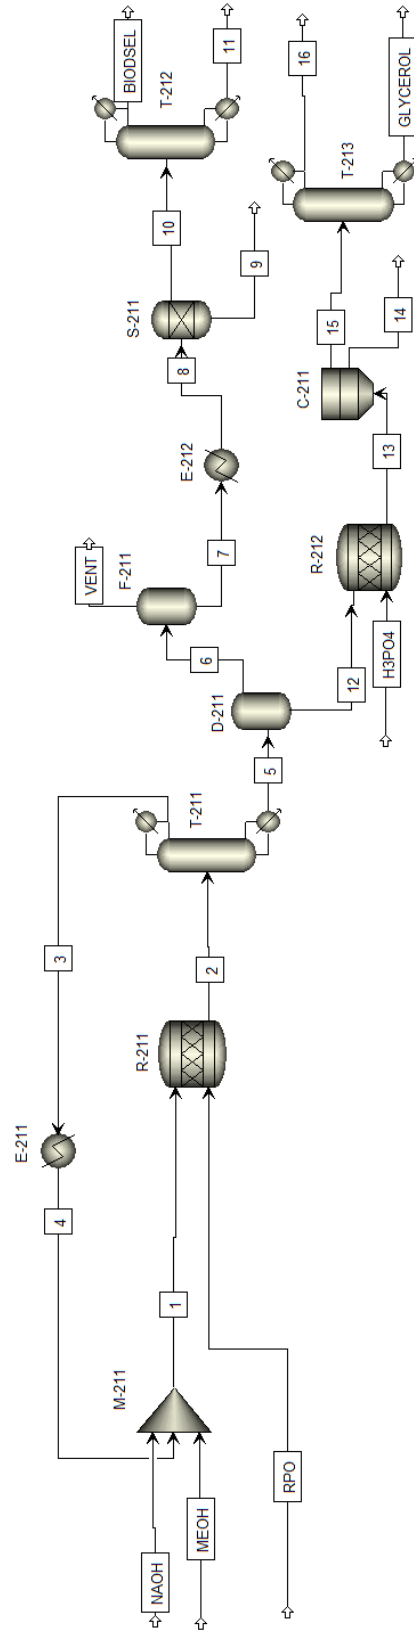 NAOH
MEOH
RPO
M-211
1
4
E-211
3
R-211
2
T-211
5
D-211
6
12
VENT
F-211
7
H3PO4
R-212
E-212
8
13
C-211
14
15
S-211
9
10
T-212
BIODSEL
11
T-213
16
GLYCEROL